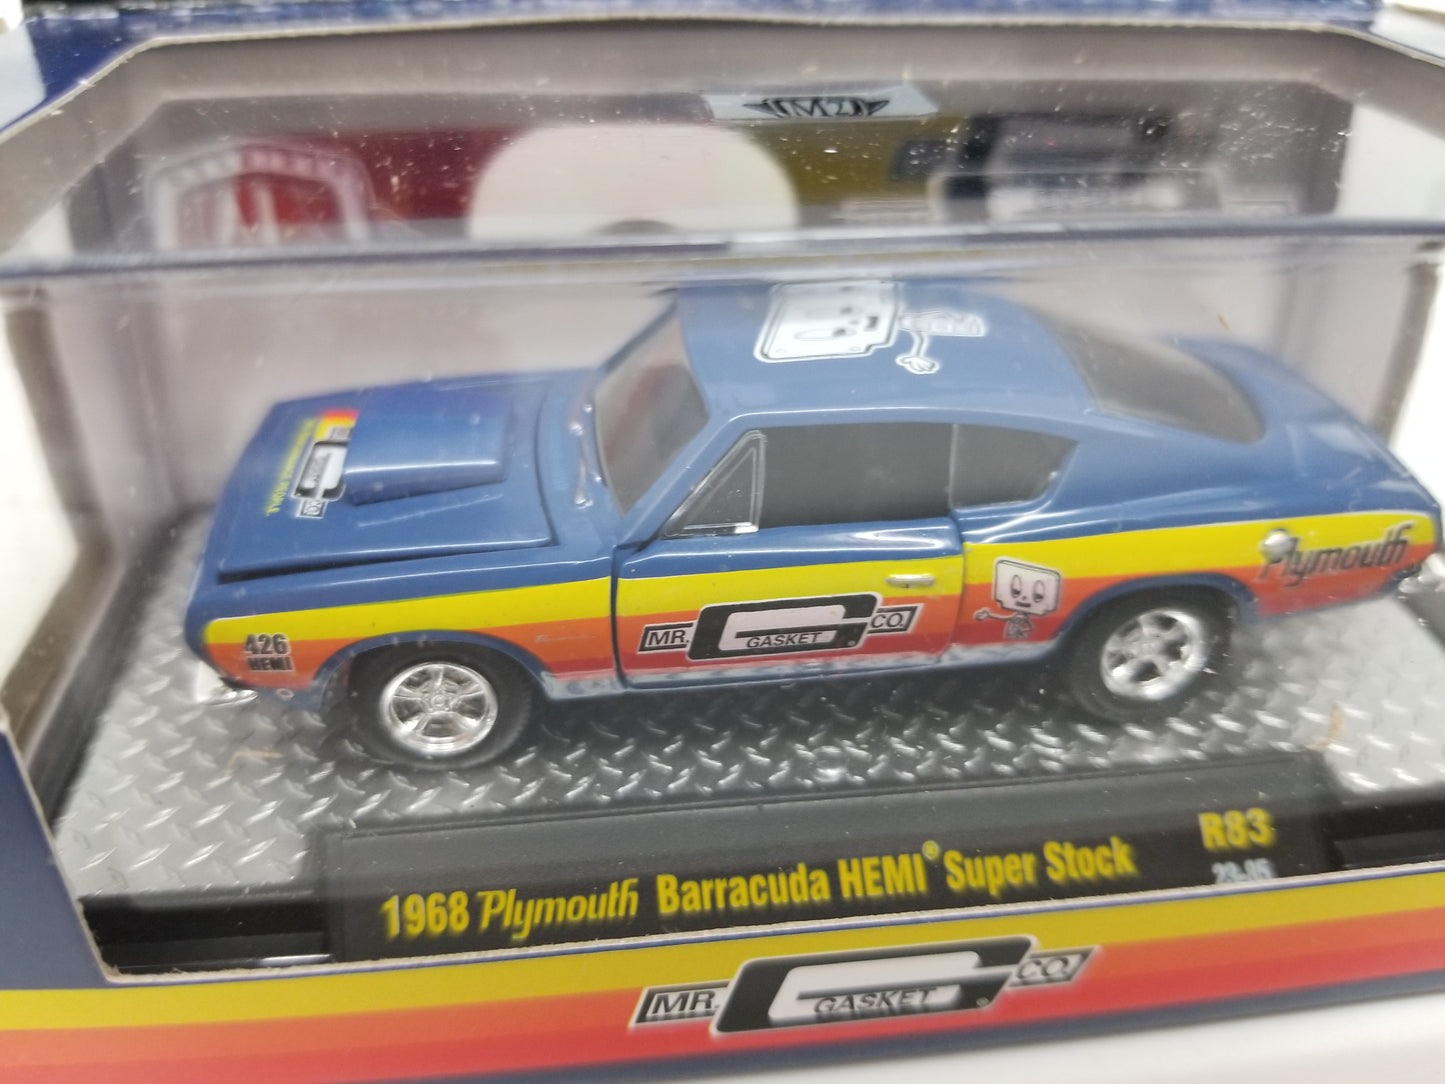 M2
426
HEMI
MR. GASKET CO.
Plymouth
1968 Plymouth Barracuda HEMI® Super Stock
R83
MR. GASKET CO.